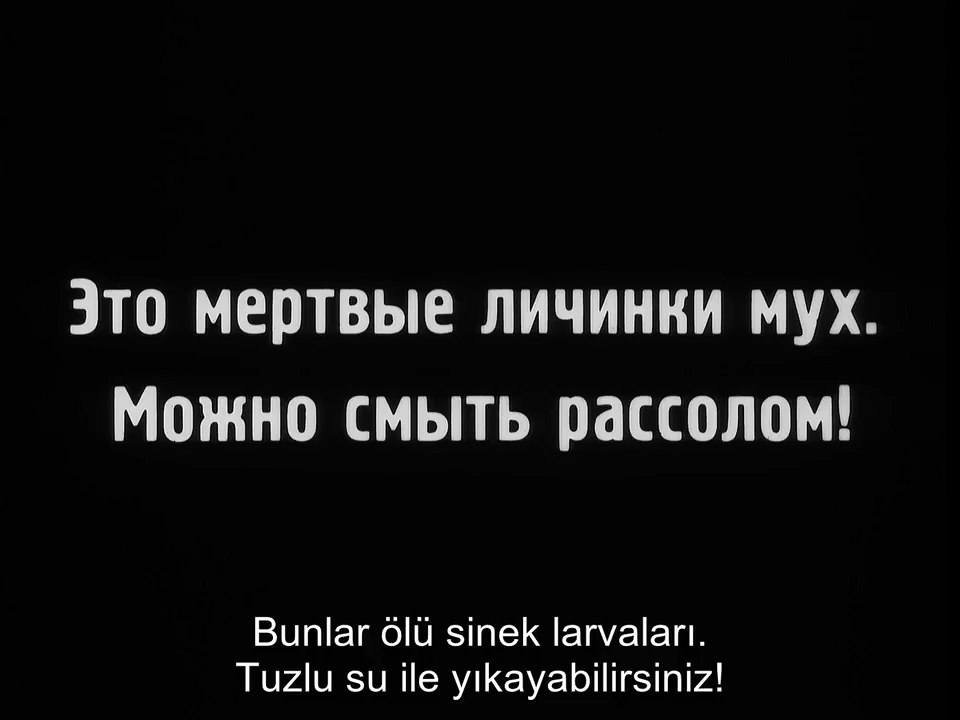 Это мертвые личинки мух.
Можно смыть рассолом!
Bunlar ölü sinek larvaları.
Tuzlu su ile yıkayabilirsiniz!